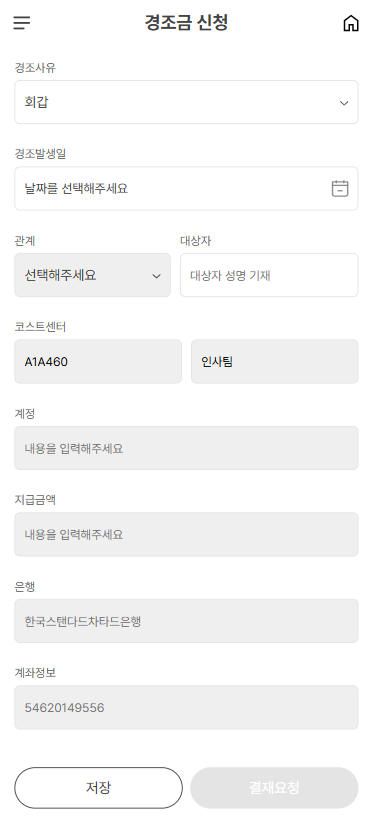 경조금 신청
경조사유
회갑
경조발생일
날짜를 선택해주세요
관계 대상자
선택해주세요 대상자 성명 기재
코스트센터
A1A460 인사팀
계정
내용을 입력해주세요
지급금액
내용을 입력해주세요
은행
한국스탠다드차타드은행
계좌정보
54620149556
저장 결재요청